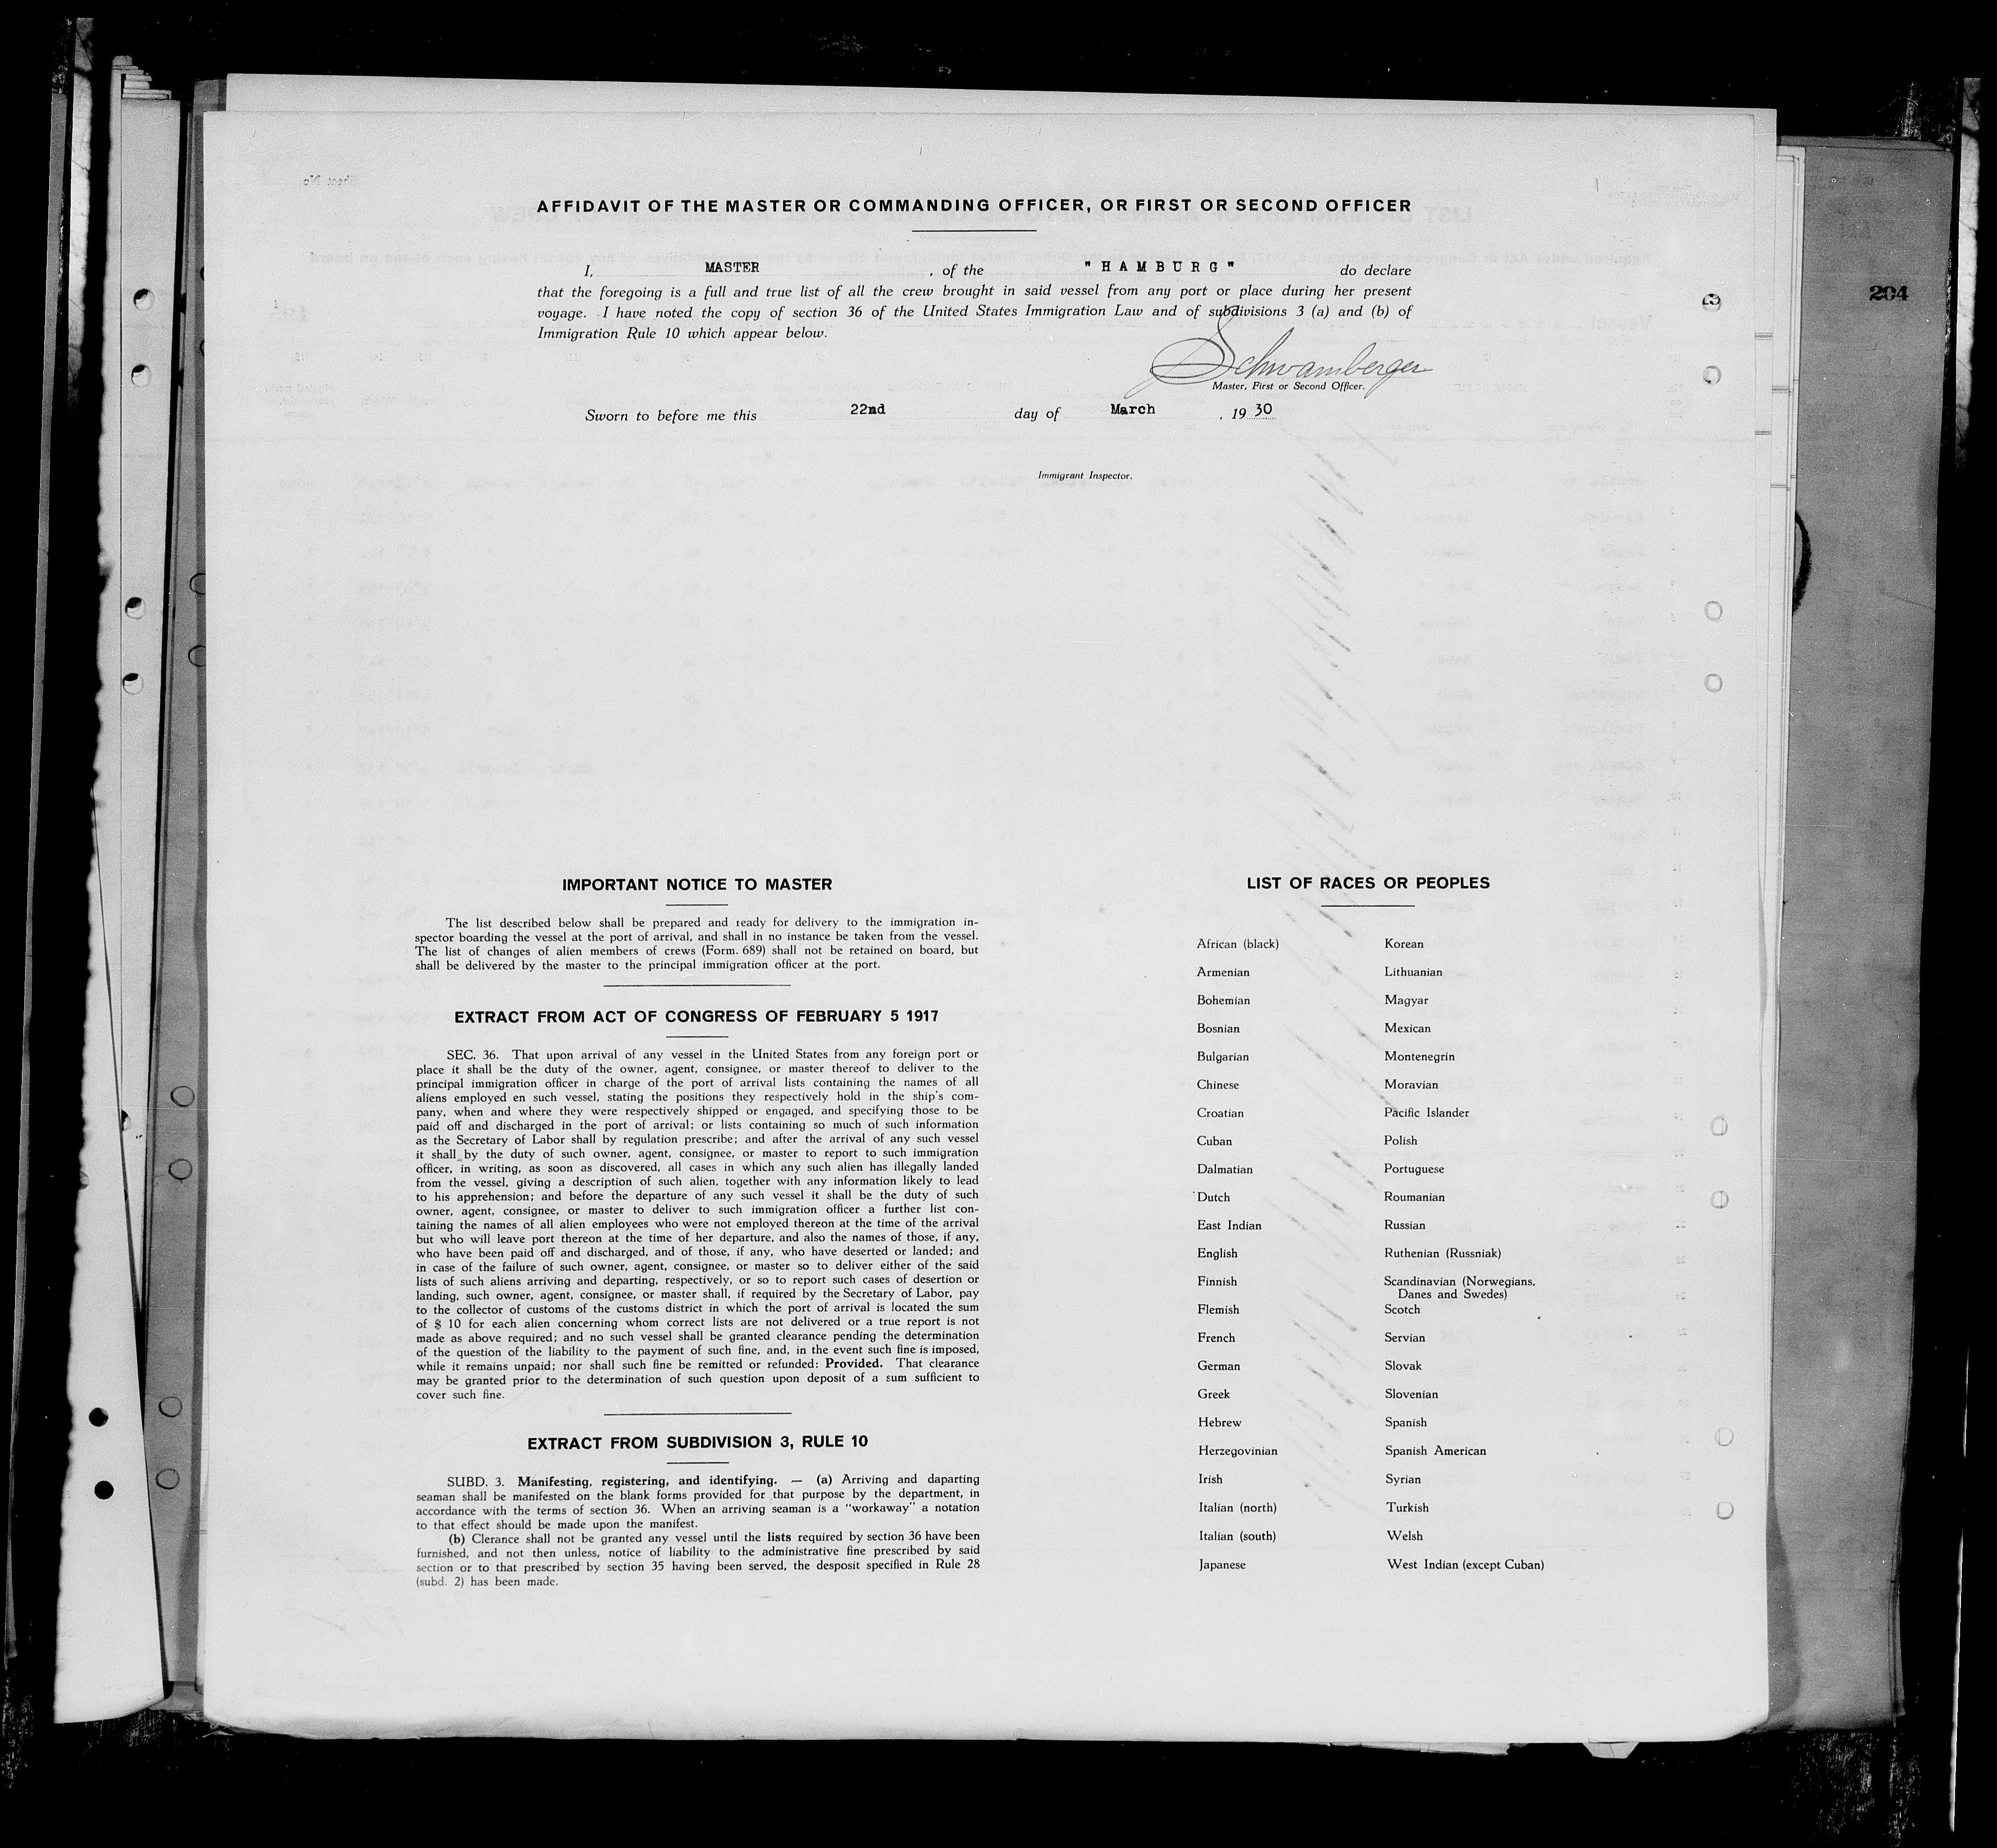 AFFIDAVIT OF THE MASTER OR COMMANDING OFFICER, OR FIRST OR SECOND OFFICER
I, MASTER, of the "HAMBURG" do declare
that the foregoing is a full and true list of all the crew brought in said vessel from any port or place during her present
voyage. I have noted the copy of section 36 of the United States Immigration Law and of subdivisions 3 (a) and (b) of
Immigration Rule 10 which appear below.
204
Schwamberger
Master, First or Second Officer.
Sworn to before me this 22nd day of March, 19 30
Immigrant Inspector.
IMPORTANT NOTICE TO MASTER
The list described below shall be prepared and ready for delivery to the immigration in-
spector boarding the vessel at the port of arrival, and shall in no instance be taken from the vessel.
The list of changes of alien members of crews (Form. 689) shall not be retained on board, but
shall be delivered by the master to the principal immigration officer at the port.
EXTRACT FROM ACT OF CONGRESS OF FEBRUARY 5 1917
SEC. 36. That upon arrival of any vessel in the United States from any foreign port or
place it shall be the duty of the owner, agent, consignee, or master thereof to deliver to the
principal immigration officer in charge of the port of arrival lists containing the names of all
aliens employed en such vessel, stating the positions they respectively hold in the ship's com-
pany, when and where they were respectively shipped or engaged, and specifying those to be
paid off and discharged in the port of arrival; or lists containing so much of such information
as the Secretary of Labor shall by regulation prescribe; and after the arrival of any such vessel
it shall by the duty of such owner, agent, consignee, or master to report to such immigration
officer, in writing, as soon as discovered, all cases in which any such alien has illegally landed
from the vessel, giving a description of such alien, together with any information likely to lead
to his apprehension; and before the departure of any such vessel it shall be the duty of such
owner, agent, consignee, or master to deliver to such immigration officer a further list con-
taining the names of all alien employees who were not employed thereon at the time of the arrival
but who will leave port thereon at the time of her departure, and also the names of those, if any,
who have been paid off and discharged, and of those, if any, who have deserted or landed; and
in case of the failure of such owner, agent, consignee, or master so to deliver either of the said
lists of such aliens arriving and departing, respectively, or so to report such cases of desertion or
landing, such owner, agent, consignee, or master shall, if required by the Secretary of Labor, pay
to the collector of customs of the customs district in which the port of arrival is located the sum
of $ 10 for each alien concerning whom correct lists are not delivered or a true report is not
made as above required; and no such vessel shall be granted clearance pending the determination
of the question of the liability to the payment of such fine, and, in the event such fine is imposed,
while it remains unpaid; nor shall such fine be remitted or refunded: Provided. That clearance
may be granted prior to the determination of such question upon deposit of a sum sufficient to
cover such fine.
EXTRACT FROM SUBDIVISION 3, RULE 10
SUBD. 3. Manifesting, registering, and identifying. — (a) Arriving and daparting
seaman shall be manifested on the blank forms provided for that purpose by the department, in
accordance with the terms of section 36. When an arriving seaman is a "workaway" a notation
to that effect should be made upon the manifest.
(b) Clerance shall not be granted any vessel until the lists required by section 36 have been
furnished, and not then unless, notice of liability to the administrative fine prescribed by said
section or to that prescribed by section 35 having been served, the desposit specified in Rule 28
(subd. 2) has been made.
LIST OF RACES OR PEOPLES
African (black)
Armenian
Bohemian
Bosnian
Bulgarian
Chinese
Croatian
Cuban
Dalmatian
Dutch
East Indian
English
Finnish
Flemish
French
German
Greek
Hebrew
Herzegovinian
Irish
Italian (north)
Italian (south)
Japanese
Korean
Lithuanian
Magyar
Mexican
Montenegrin
Moravian
Pacific Islander
Polish
Portuguese
Roumanian
Russian
Ruthenian (Russniak)
Scandinavian (Norwegians,
Danes and Swedes)
Scotch
Servian
Slovak
Slovenian
Spanish
Spanish American
Syrian
Turkish
Welsh
West Indian (except Cuban)